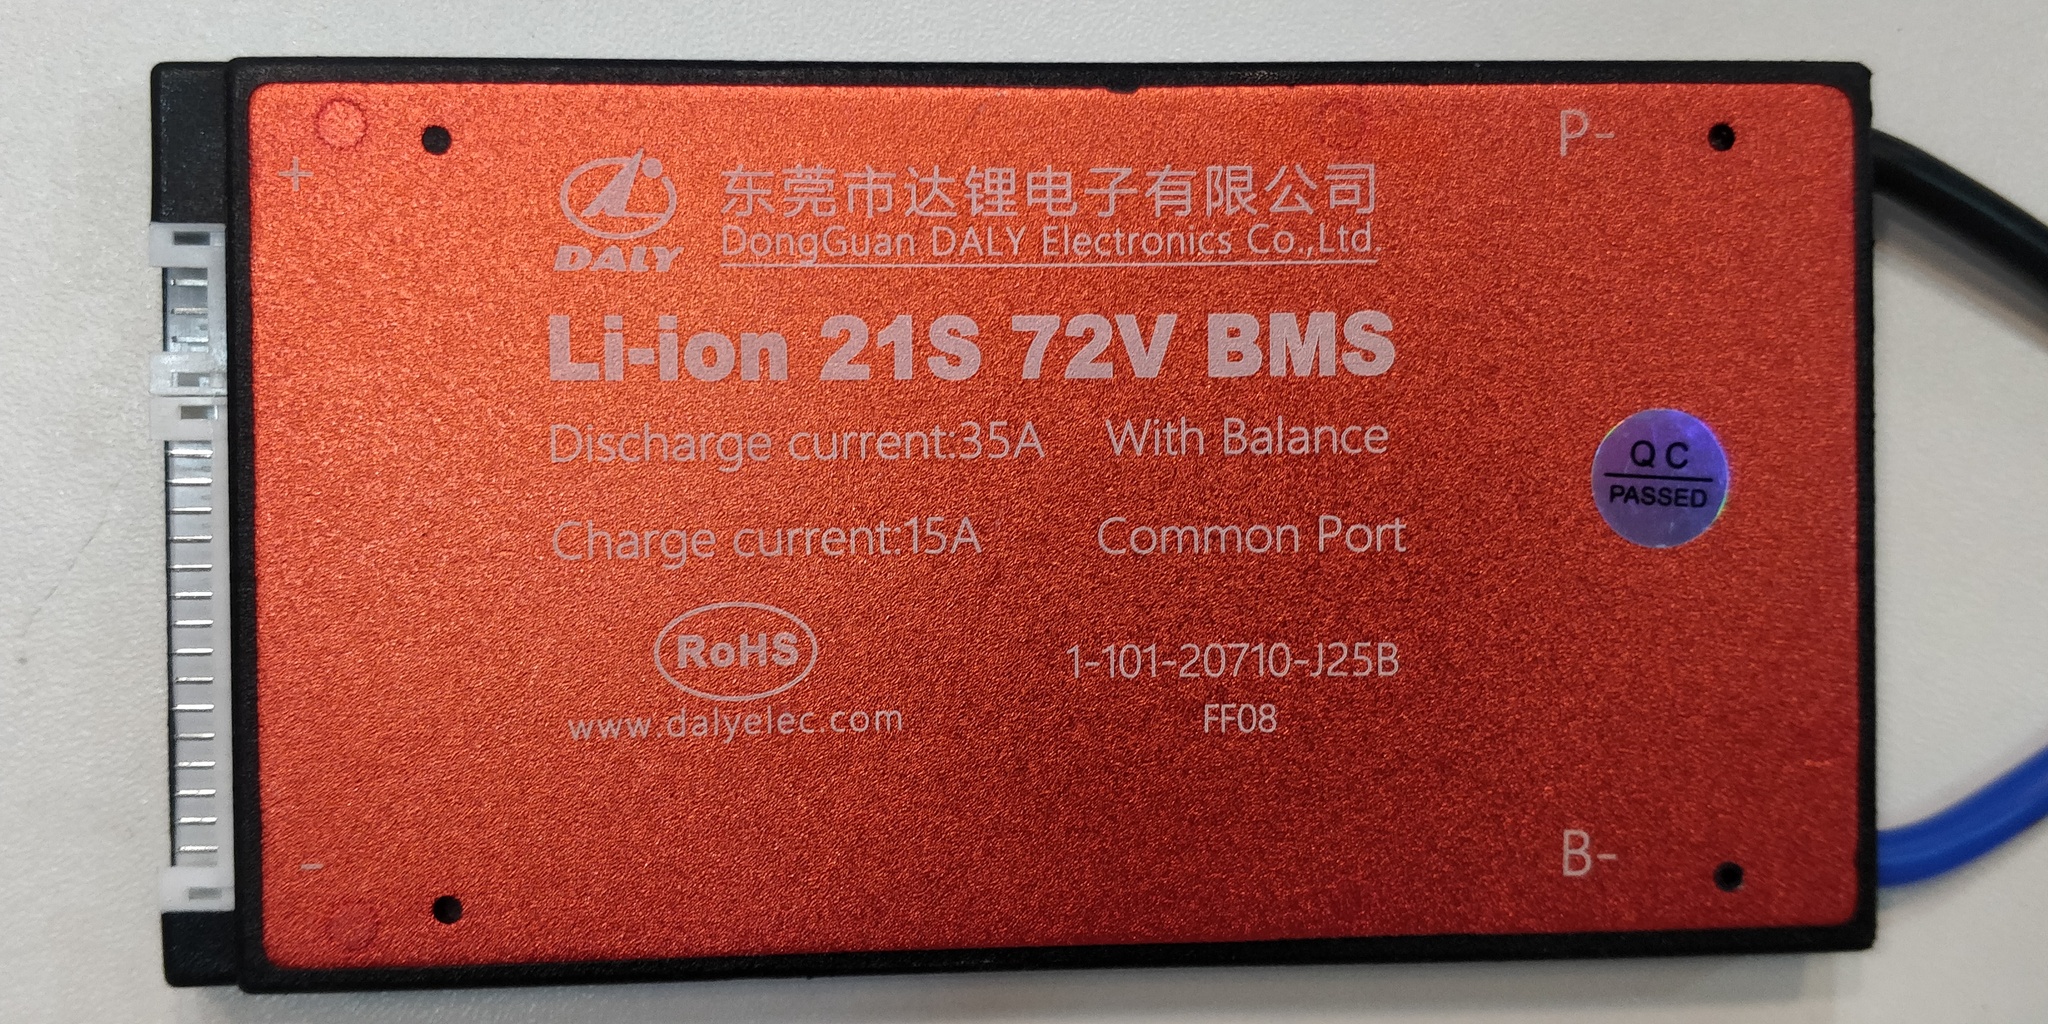 P-
+
DALY
东莞市达锂电子有限公司
DongGuan DALY Electronics Co.,Ltd.
Li-ion 21S 72V BMS
Discharge current:35A With Balance
Q C
PASSED
Charge current:15A Common Port
RoHS
1-101-20710-J25B
www.dalyelec.com
FF08
B-
-